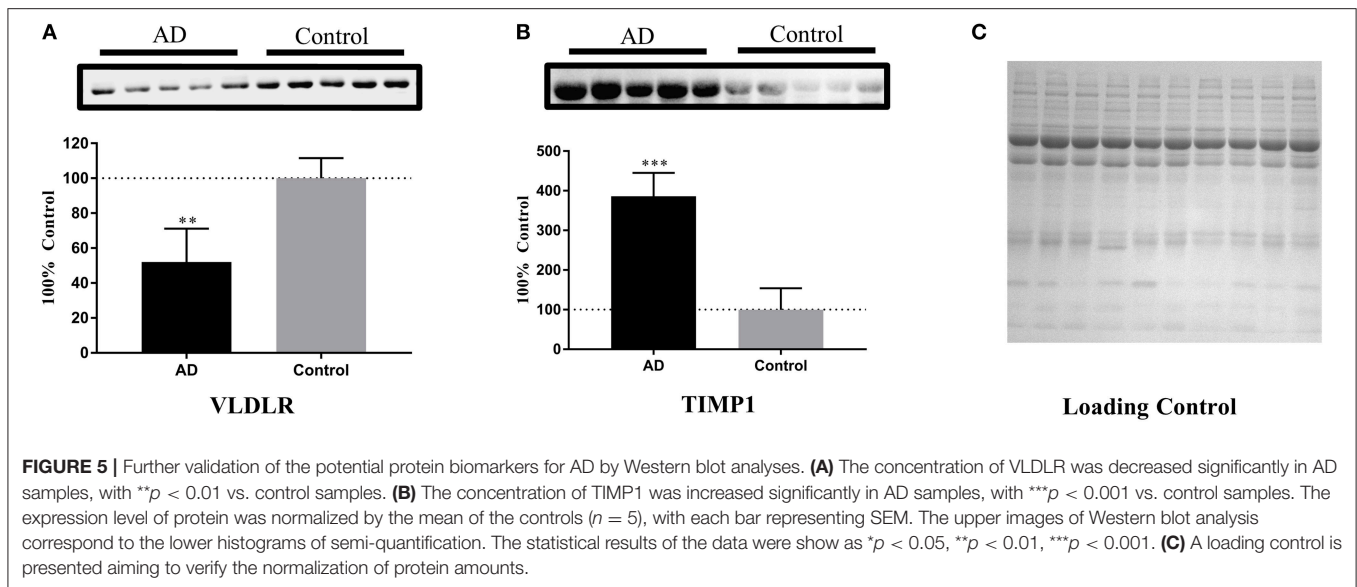 A
AD Control
120
100
80
60
40
20
0
100% Control
**
AD Control
VLDLR
B
AD Control
500
400
300
200
100
0
100% Control
***
AD Control
TIMP1
C
Loading Control
FIGURE 5 | Further validation of the potential protein biomarkers for AD by Western blot analyses. (A) The concentration of VLDLR was decreased significantly in AD
samples, with **p < 0.01 vs. control samples. (B) The concentration of TIMP1 was increased significantly in AD samples, with ***p < 0.001 vs. control samples. The
expression level of protein was normalized by the mean of the controls (n = 5), with each bar representing SEM. The upper images of Western blot analysis
correspond to the lower histograms of semi-quantification. The statistical results of the data were show as *p < 0.05, **p < 0.01, ***p < 0.001. (C) A loading control is
presented aiming to verify the normalization of protein amounts.